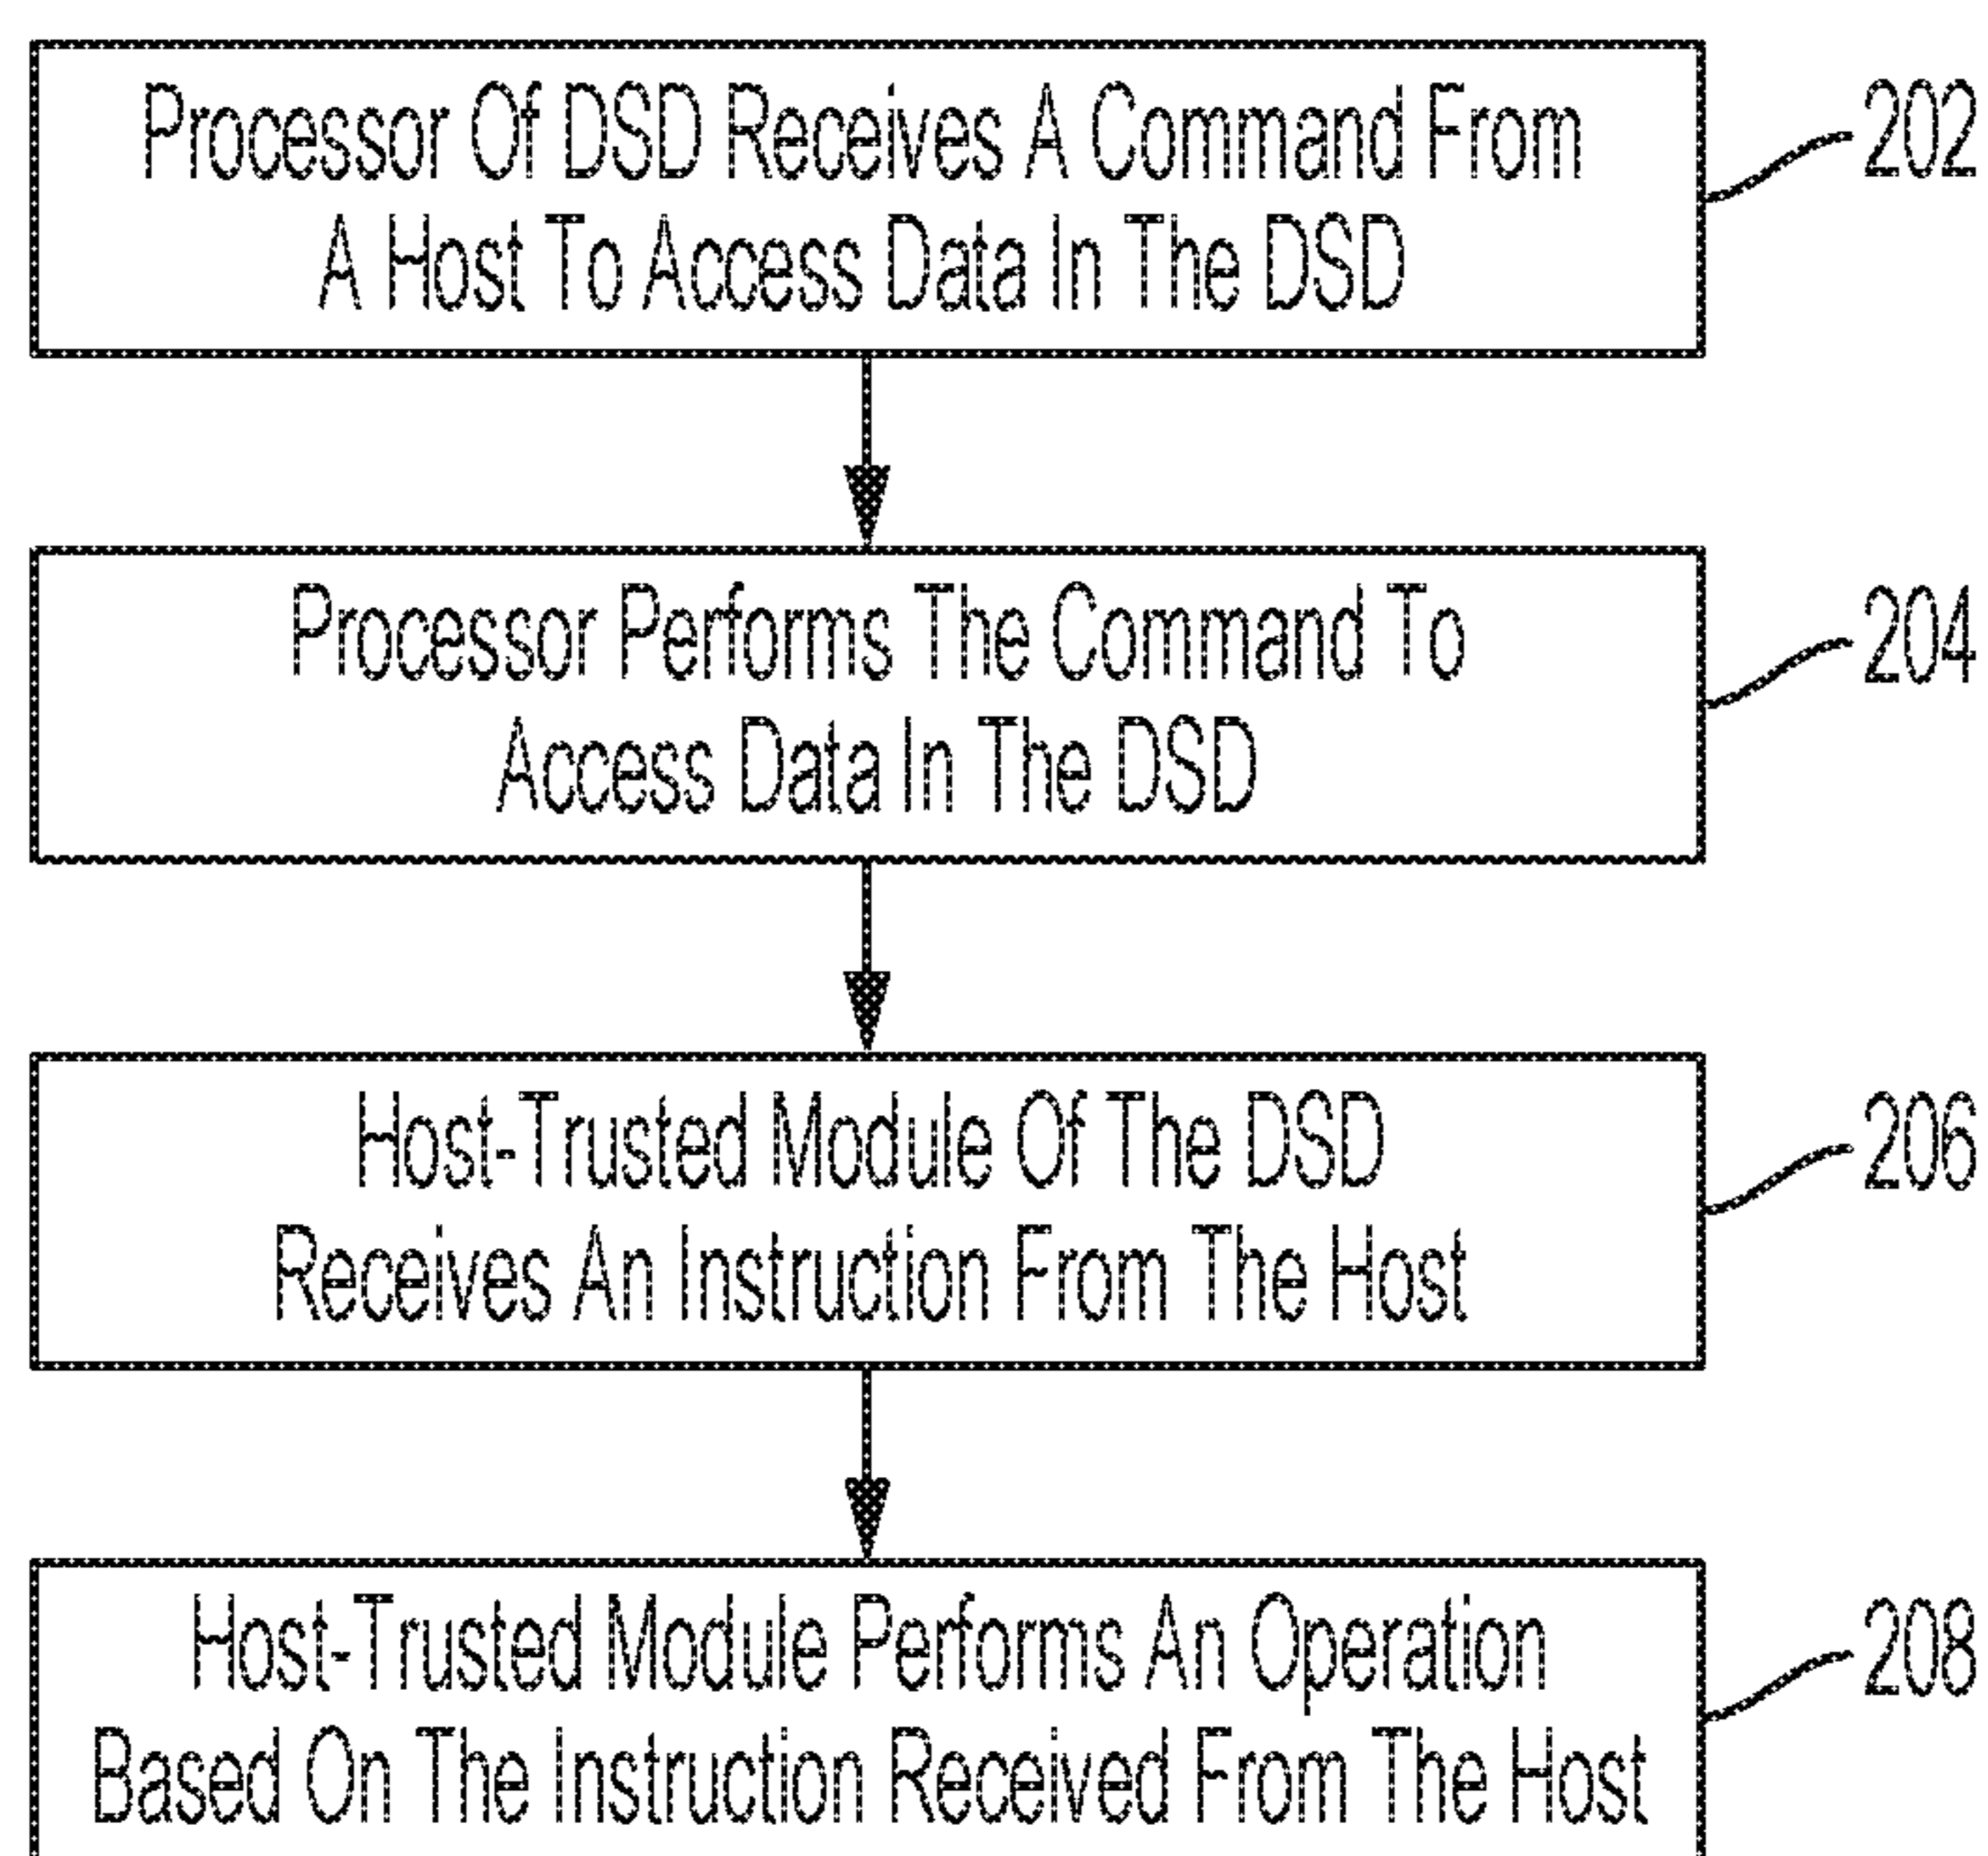 Processor Of DSD Receives A Command From
A Host To Access Data In The DSD
202
Processor Performs The Command To
Access Data In The DSD
204
Host-Trusted Module Of The DSD
Receives An Instruction From The Host
206
Host-Trusted Module Performs An Operation
Based On The Instruction Received From The Host
208